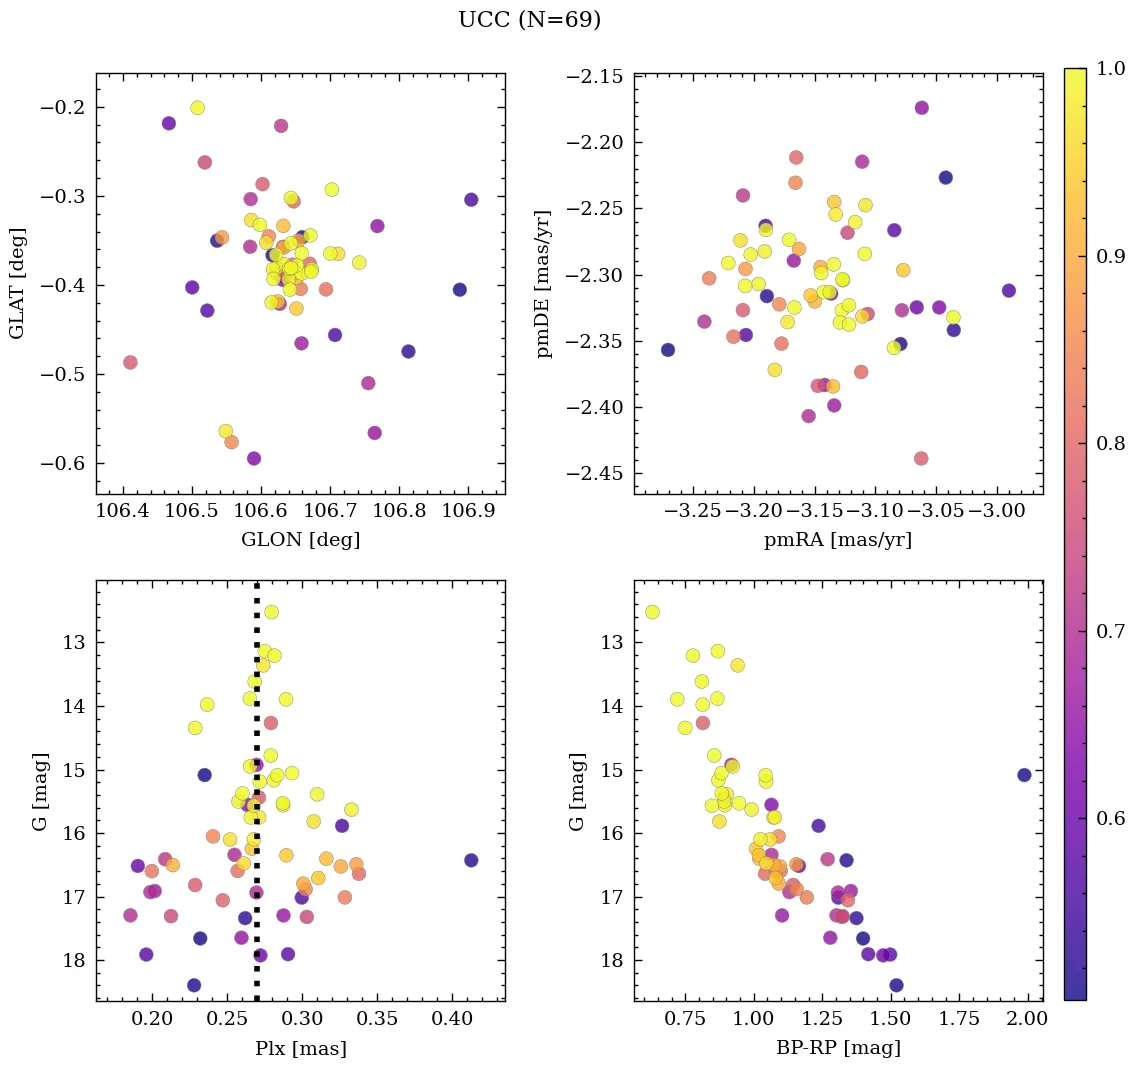 UCC (N=69)
−0.2
−0.3
−0.4
−0.5
−0.6
GLAT [deg]
106.4 106.5 106.6 106.7 106.8 106.9
GLON [deg]
−2.15
−2.20
−2.25
−2.30
−2.35
−2.40
−2.45
pmDE [mas/yr]
−3.25 −3.20 −3.15 −3.10 −3.05 −3.00
pmRA [mas/yr]
13
14
15
16
17
18
G [mag]
0.20 0.25 0.30 0.35 0.40
Plx [mas]
13
14
15
16
17
18
G [mag]
0.75 1.00 1.25 1.50 1.75 2.00
BP-RP [mag]
1.0
0.9
0.8
0.7
0.6